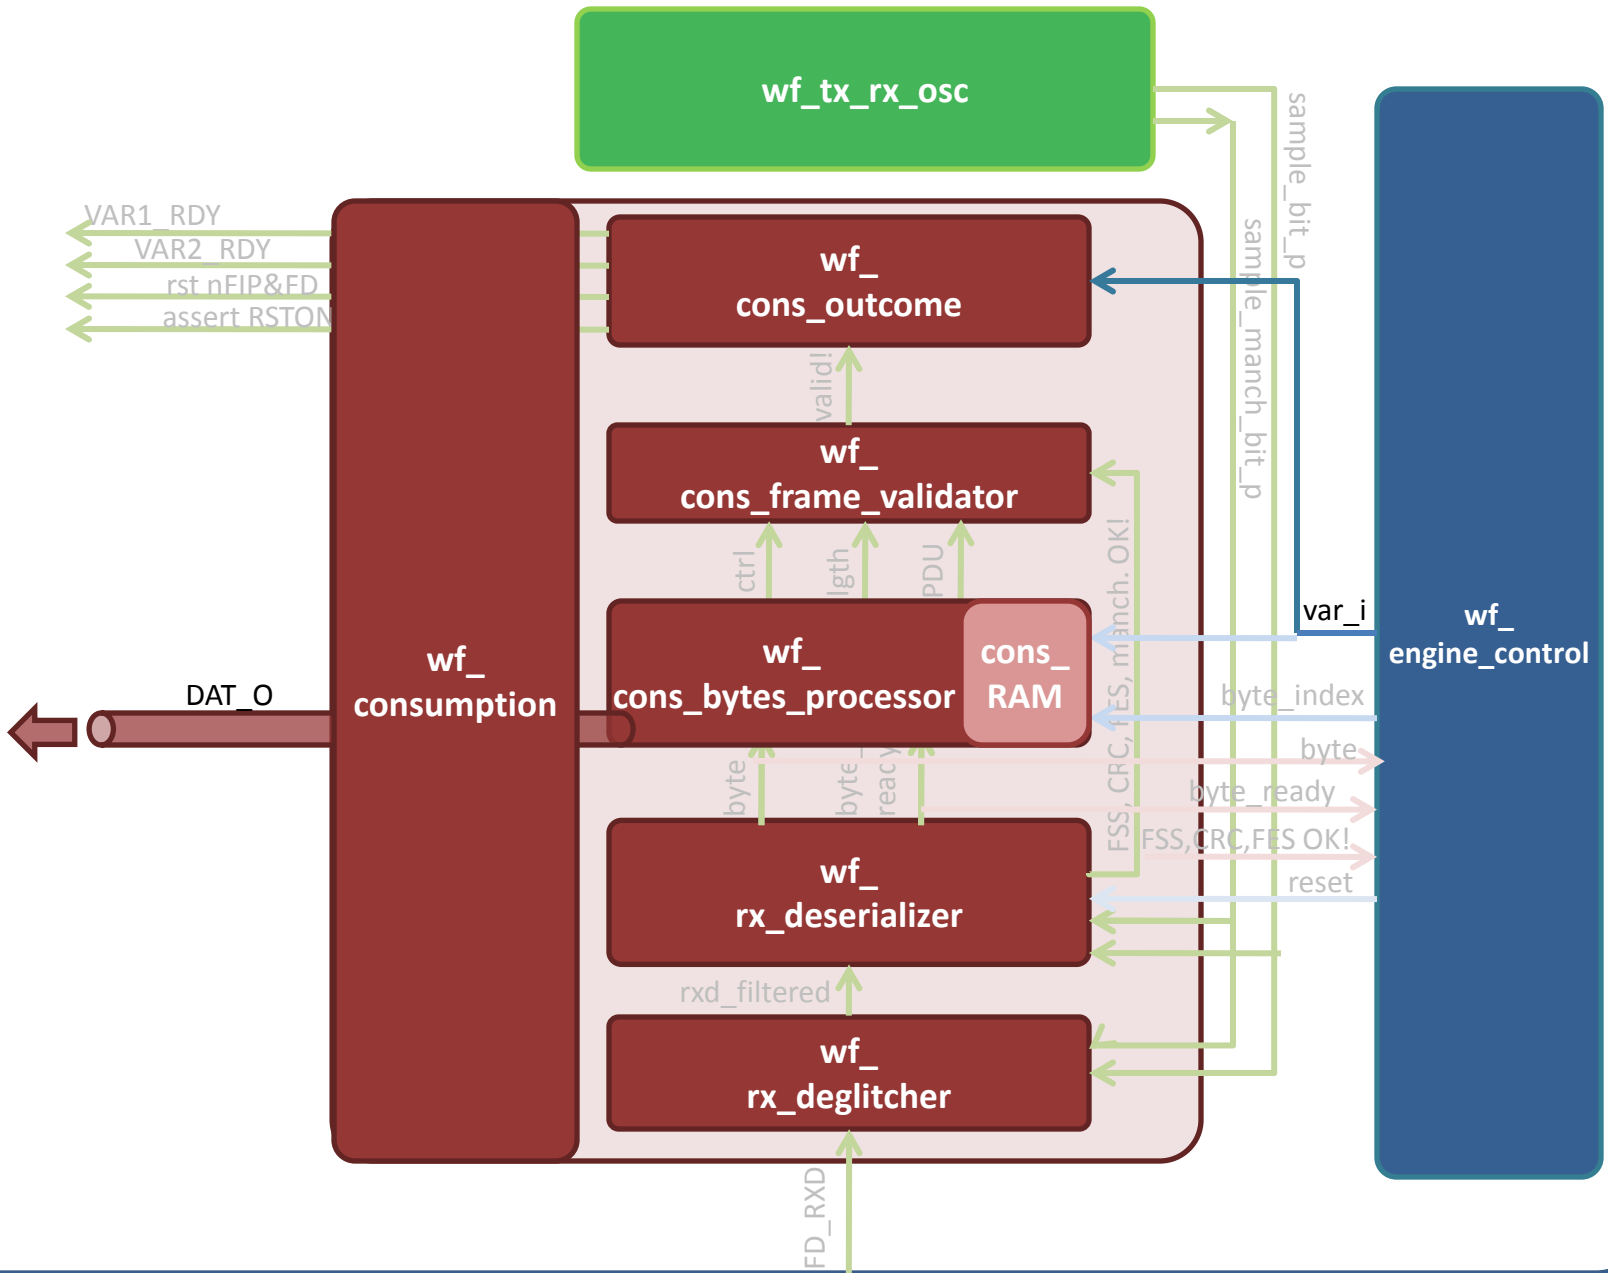 wf_tx_rx_osc
sample_bit_p
sample_manch_bit_p
VAR1_RDY
VAR2_RDY
rst nFIP&FD
assert RSTON
wf_
cons_outcome
valid!
wf_
cons_frame_validator
ctrl
lgth
PDU
FSS, CRC, FES, manch. OK!
var_i
wf_
engine_control
wf_
consumption
wf_
cons_bytes_processor
cons_
RAM
DAT_O
byte_index
byte
byte_ready
FSS,CRC,FES OK!
reset
byte
byte_
ready
wf_
rx_deserializer
rxd_filtered
wf_
rx_deglitcher
FD_RXD